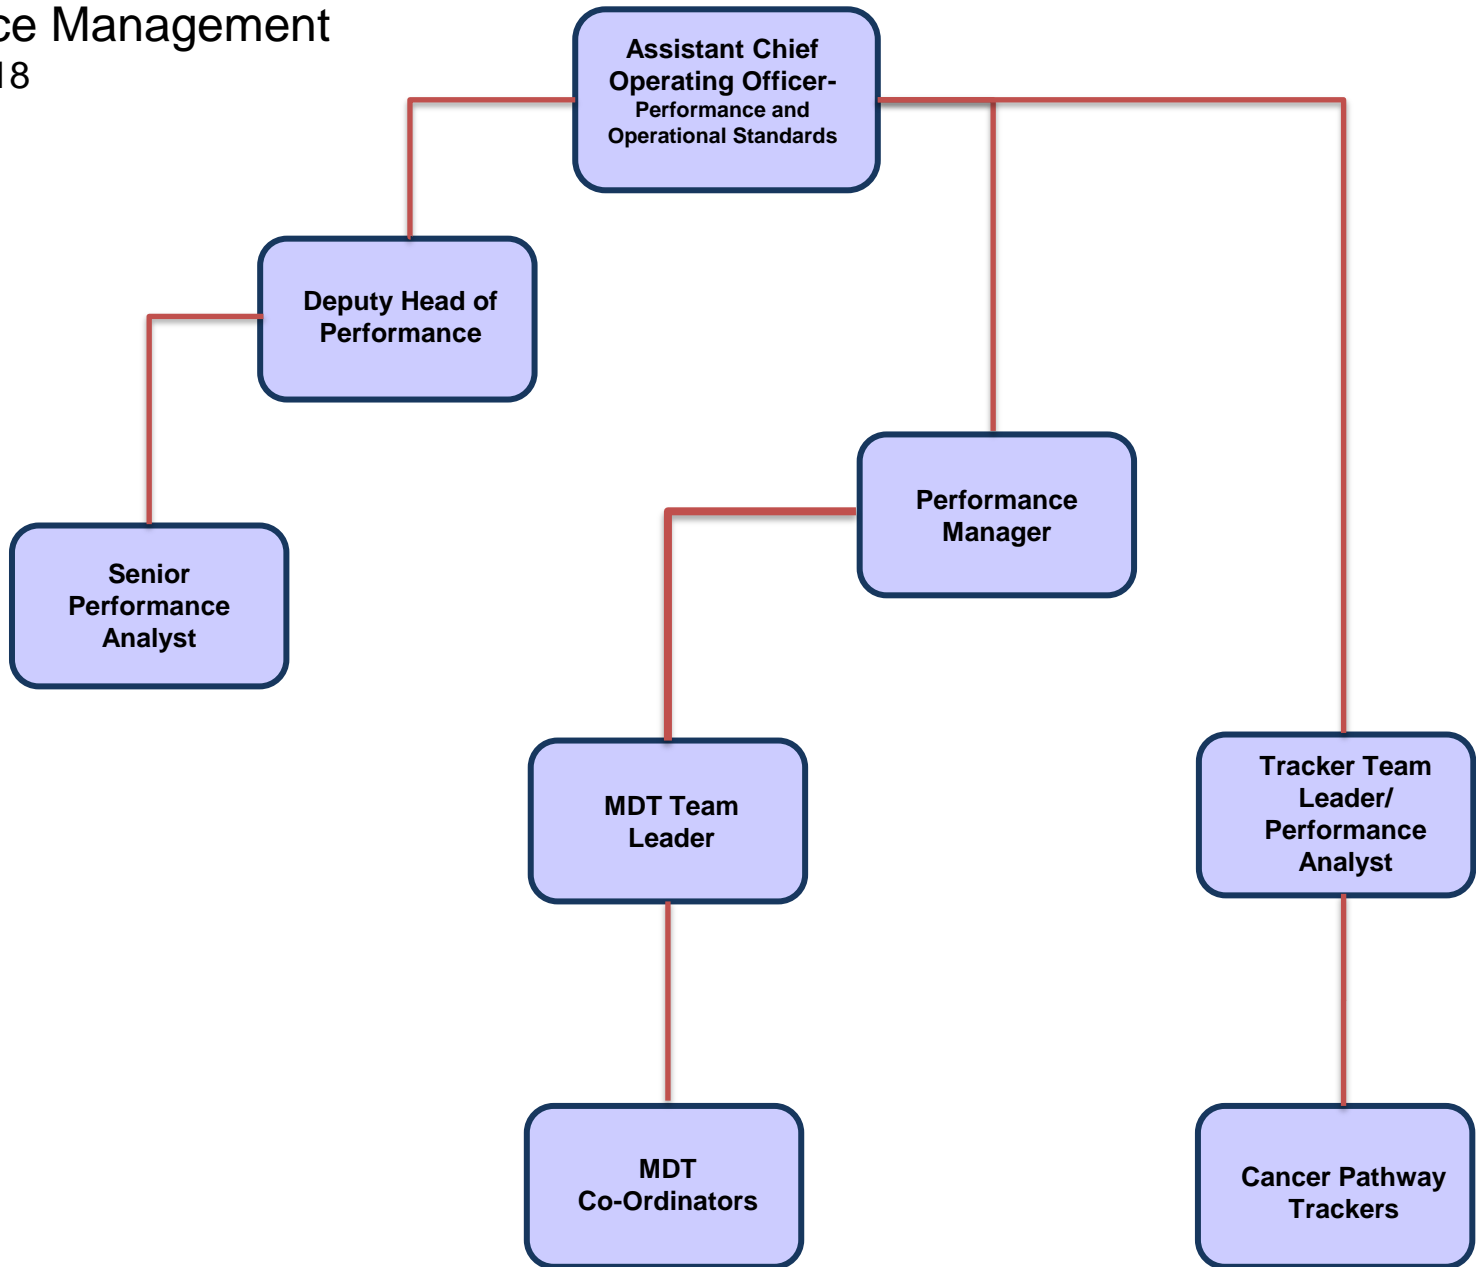 ce Management
18
Assistant Chief
Operating Officer-
Performance and
Operational Standards
Deputy Head of
Performance
Performance
Manager
Senior
Performance
Analyst
MDT Team
Leader
Tracker Team
Leader/
Performance
Analyst
MDT
Co-Ordinators
Cancer Pathway
Trackers